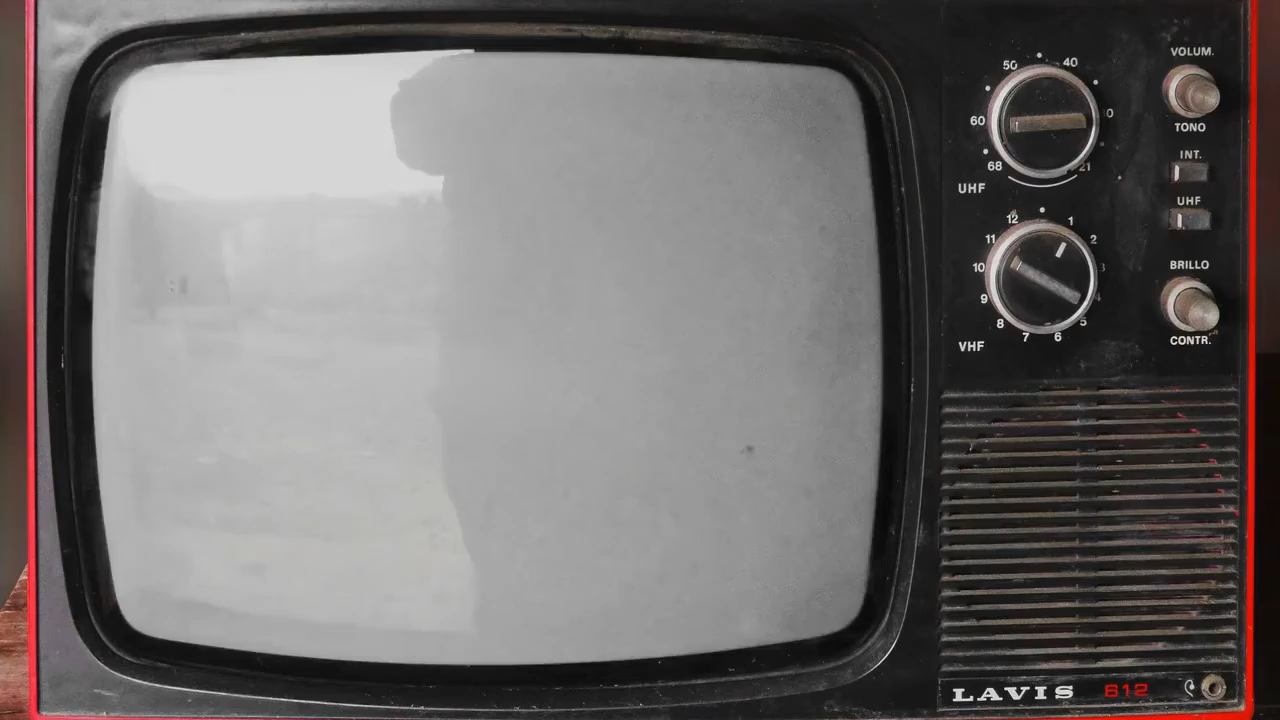 VOLUM.
50 40
60 0
TONO
68 21
INT.
UHF
UHF
12 1
11 2
10 3
9 4
8 5
7 6
BRILLO
VHF
CONTR.
LAVIS 612